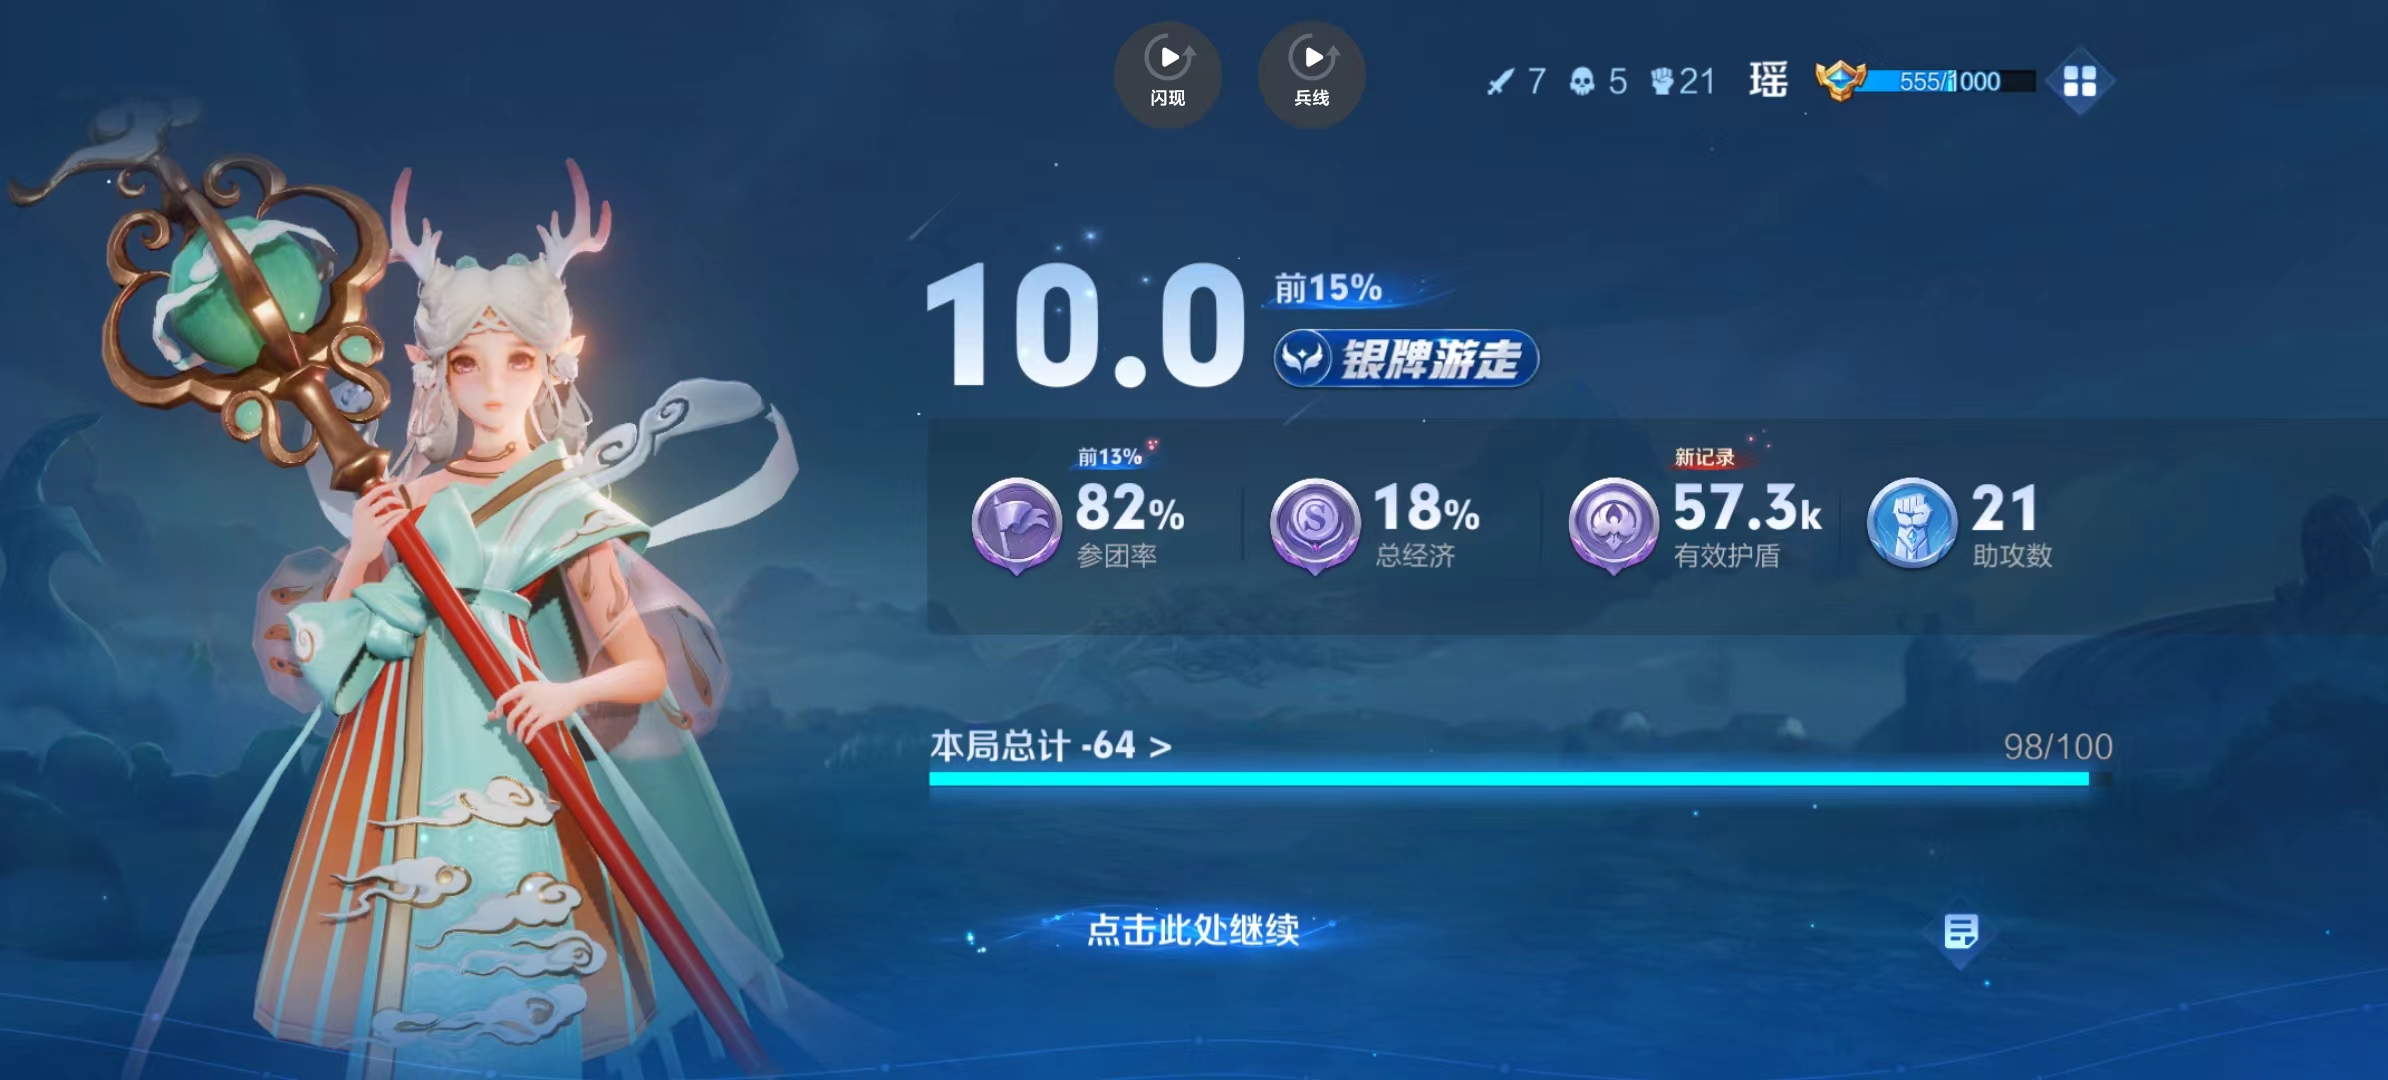 闪现
兵线
7 5 21 瑶 555/1000
10.0
前15%
银牌游走
前13%
82%
参团率
18%
总经济
新记录
57.3k
有效护盾
21
助攻数
本局总计 -64 >
98/100
点击此处继续